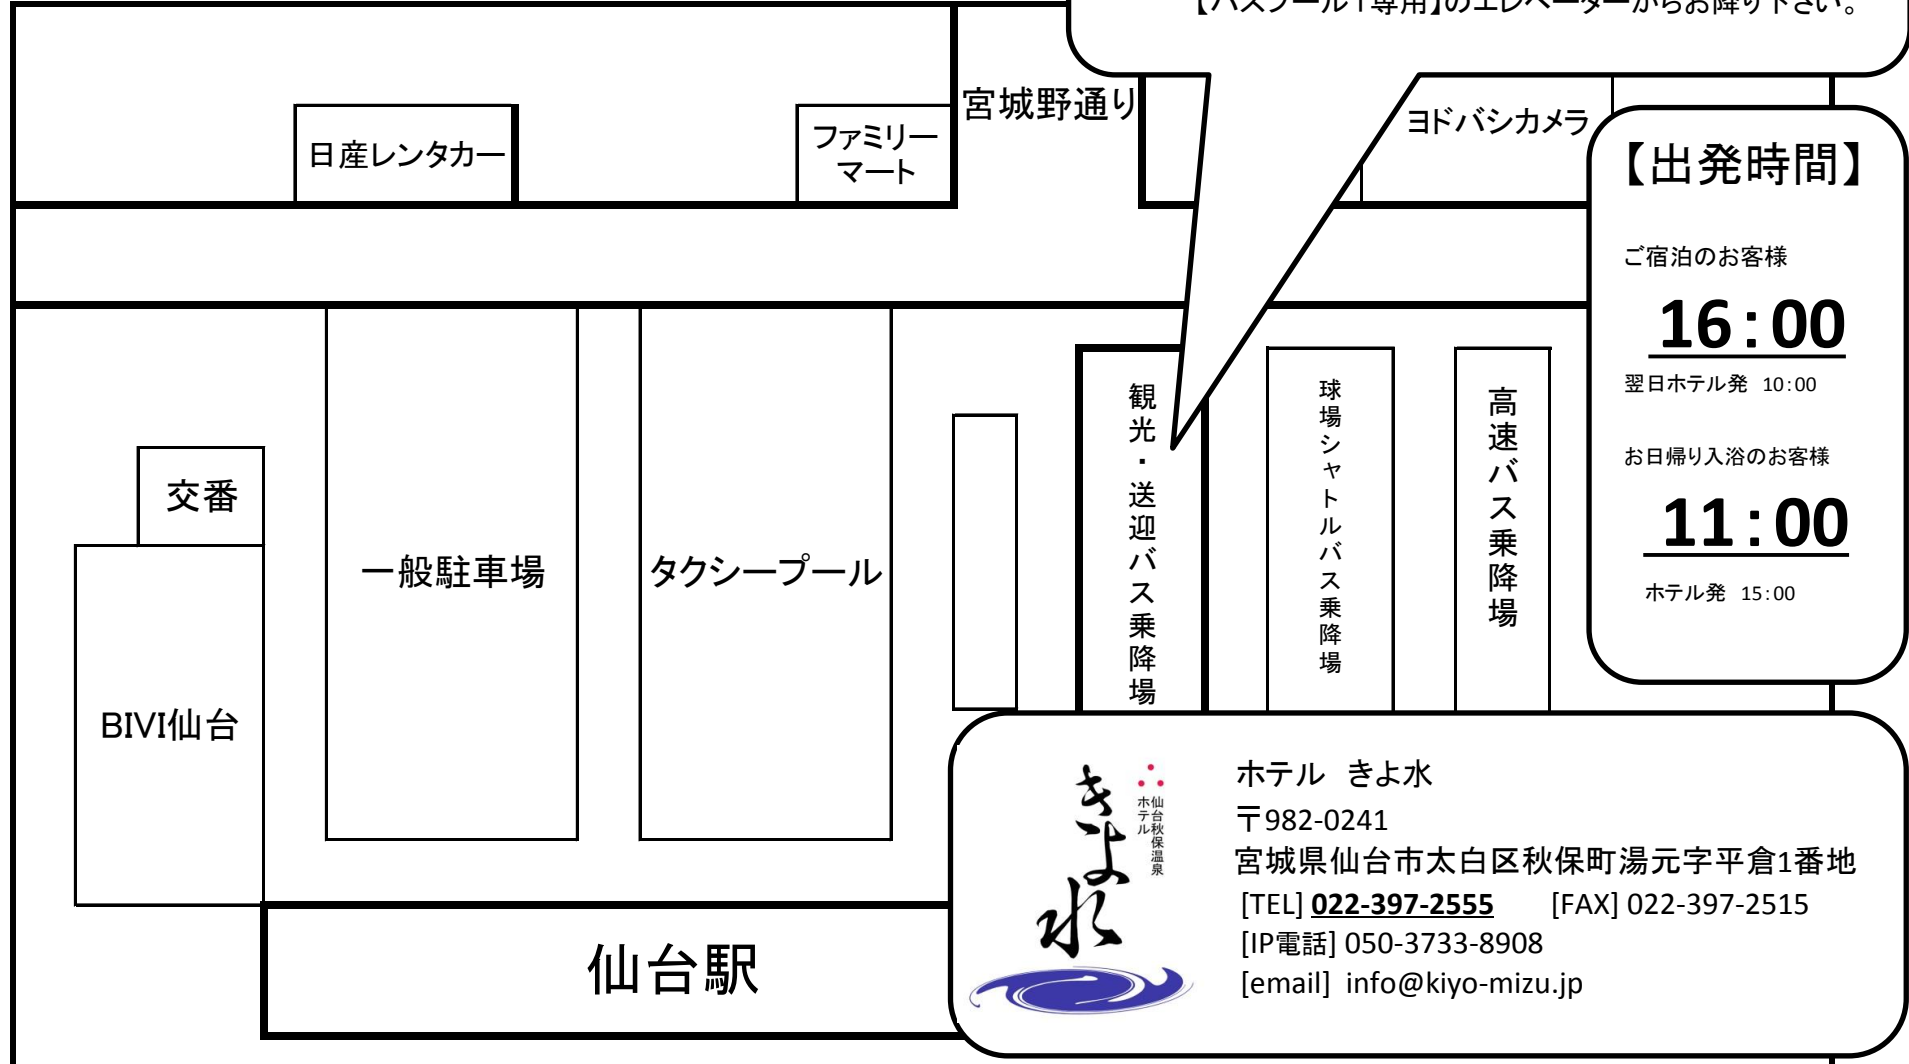 【バスプール1専用】のエレベーターからお降り下さい。
宮城野通り
ヨドバシカメラ
日産レンタカー
ファミリー
マート
【出発時間】
ご宿泊のお客様
16：00
翌日ホテル発 10：00
お日帰り入浴のお客様
11：00
ホテル発 15：00
観光・送迎バス乗降場
球場シャトルバス乗降場
高速バス乗降場
交番
一般駐車場
タクシープール
BIVI仙台
仙台駅
きよ水
仙台秋保温泉
ホテル
ホテル きよ水
〒982-0241
宮城県仙台市太白区秋保町湯元字平倉1番地
[TEL] 022-397-2555 [FAX] 022-397-2515
[IP電話] 050-3733-8908
[email] info@kiyo-mizu.jp